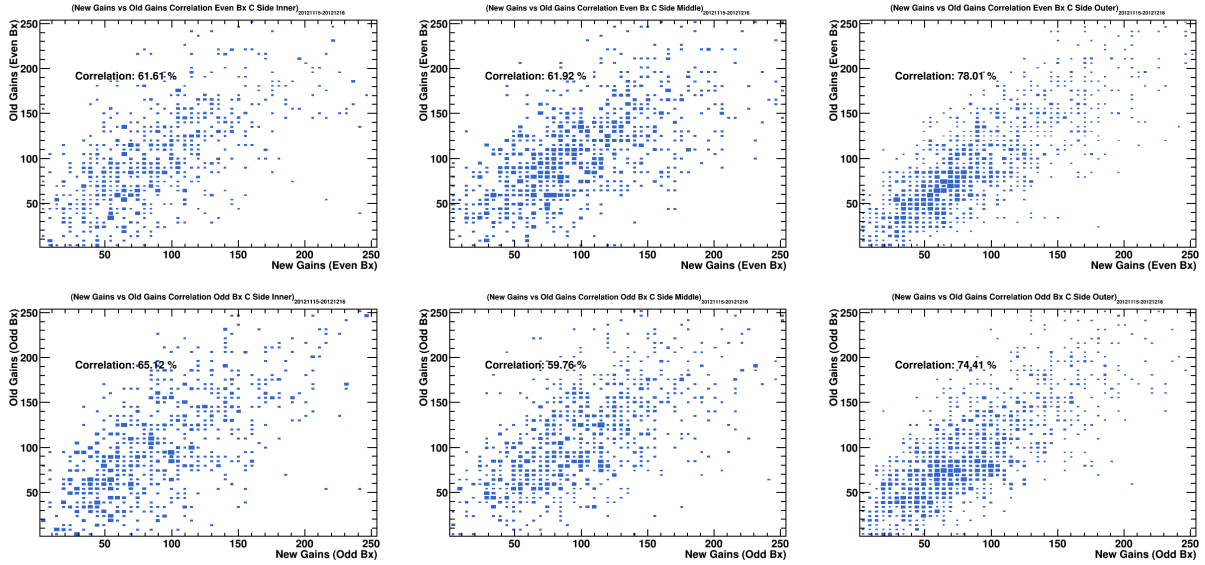 (New Gains vs Old Gains Correlation Even Bx C Side Inner)20121115-20121216
Old Gains (Even Bx)
250
200
150
100
50
Correlation: 61.61 %
50 100 150 200 250
New Gains (Even Bx)
(New Gains vs Old Gains Correlation Even Bx C Side Middle)20121115-20121216
Old Gains (Even Bx)
250
200
150
100
50
Correlation: 61.92 %
50 100 150 200 250
New Gains (Even Bx)
(New Gains vs Old Gains Correlation Even Bx C Side Outer)20121115-20121216
Old Gains (Even Bx)
250
200
150
100
50
Correlation: 78.01 %
50 100 150 200 250
New Gains (Even Bx)
(New Gains vs Old Gains Correlation Odd Bx C Side Inner)20121115-20121216
Old Gains (Odd Bx)
250
200
150
100
50
Correlation: 65.12 %
50 100 150 200 250
New Gains (Odd Bx)
(New Gains vs Old Gains Correlation Odd Bx C Side Middle)20121115-20121216
Old Gains (Odd Bx)
250
200
150
100
50
Correlation: 59.76 %
50 100 150 200 250
New Gains (Odd Bx)
(New Gains vs Old Gains Correlation Odd Bx C Side Outer)20121115-20121216
Old Gains (Odd Bx)
250
200
150
100
50
Correlation: 74.41 %
50 100 150 200 250
New Gains (Odd Bx)